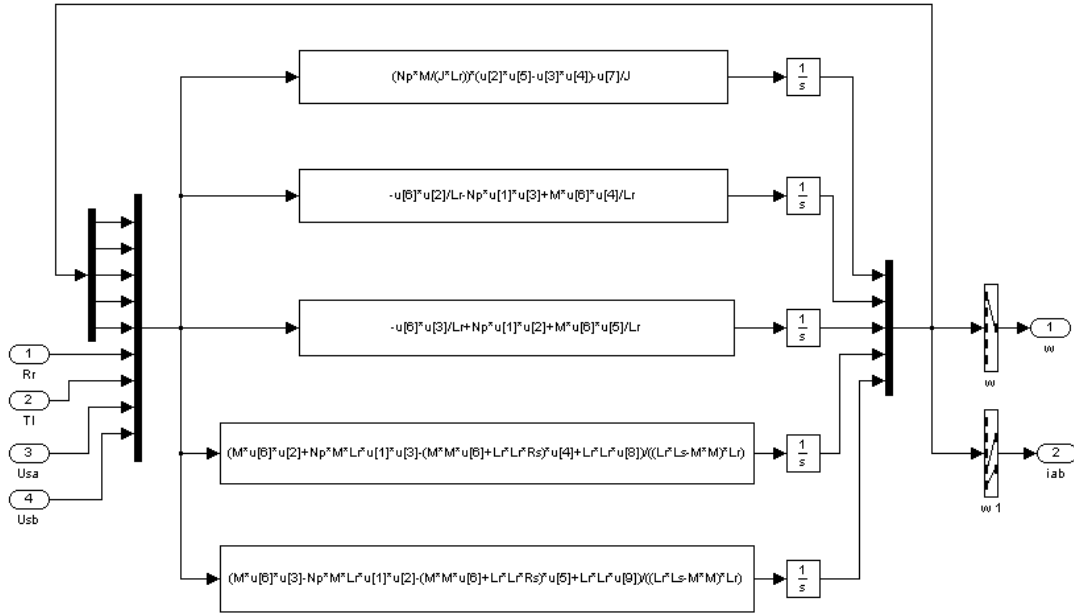 (Np*M/(J*Lr))*(u[2]*u[5]-u[3]*u[4])-u[7]/J
1
s
-u[6]*u[2]/Lr-Np*u[1]*u[3]+M*u[6]*u[4]/Lr
1
s
-u[6]*u[3]/Lr+Np*u[1]*u[2]+M*u[6]*u[5]/Lr
1
s
1
w
w
1
Rr
2
Tl
3
Usa
4
Usb
(M*u[6]*u[2]+Np*M*Lr*u[1]*u[3]-(M*M*u[6]+Lr*Lr*Rs)*u[4]+Lr*Lr*u[8])/((Lr*Ls-M*M)*Lr)
1
s
2
iab
w1
(M*u[6]*u[3]-Np*M*Lr*u[1]*u[2]-(M*M*u[6]+Lr*Lr*Rs)*u[5]+Lr*Lr*u[9])/((Lr*Ls-M*M)*Lr)
1
s